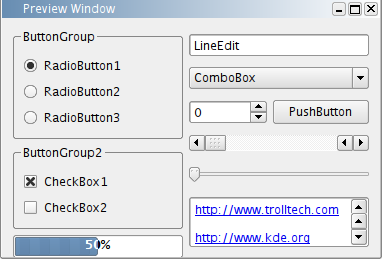 Preview Window
ButtonGroup
RadioButton1
RadioButton2
RadioButton3
ButtonGroup2
CheckBox1
CheckBox2
50%
LineEdit
ComboBox
0
PushButton
http://www.trolltech.com
http://www.kde.org